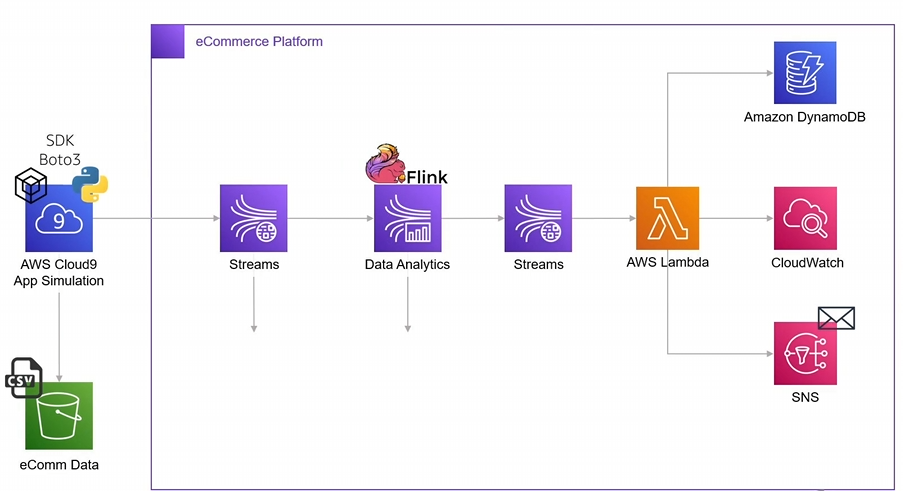 eCommerce Platform
Amazon DynamoDB
SDK
Boto3
Flink
9
AWS Cloud9
App Simulation
Streams
Data Analytics
Streams
AWS Lambda
CloudWatch
CSV
SNS
eComm Data